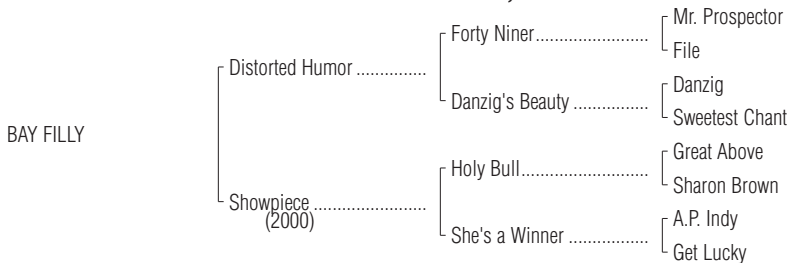 Mr. Prospector
Forty Niner
File
Distorted Humor
Danzig
Danzig's Beauty
Sweetest Chant
BAY FILLY
Great Above
Holy Bull
Sharon Brown
Showpiece
(2000)
A.P. Indy
She's a Winner
Get Lucky